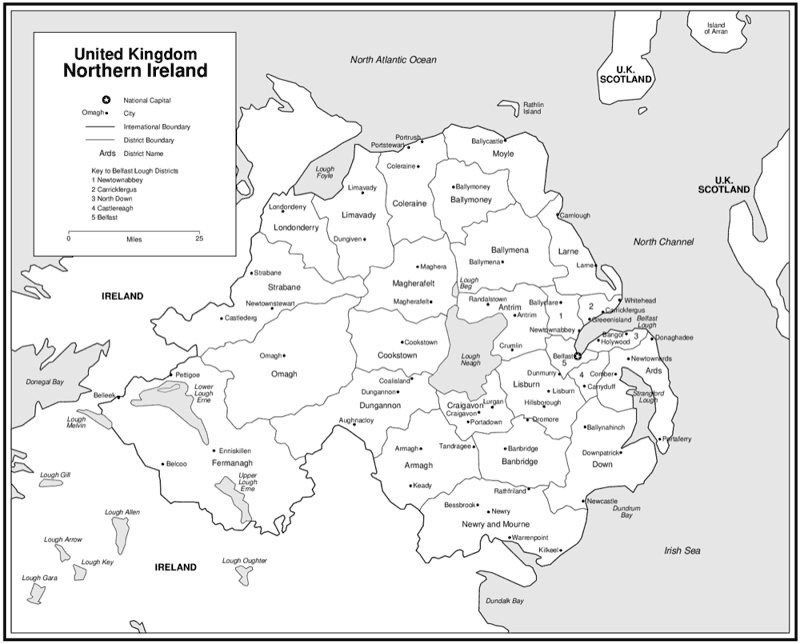 United Kingdom
Northern Ireland
National Capital
Omagh
City
International Boundary
District Boundary
Ards
District Name
Key to Belfast Lough Districts
1 Newtownabbey
2 Carrickfergus
3 North Down
4 Castlereagh
5 Belfast
0
Miles
25
North Atlantic Ocean
Island
of Arran
U.K.
SCOTLAND
Rathlin
Island
Portrush
Portstewart
Ballycastle
Moyle
Lough
Foyle
Coleraine
U.K.
SCOTLAND
Limavady
Ballymoney
Ballymoney
Coleraine
Londonderry
Limavady
Carnlough
Londonderry
Dungiven
North Channel
Ballymena
Larne
Ballymena
Larne
Maghera
Strabane
Strabane
Magherafelt
Lough
Beg
IRELAND
Newtownstewart
Magherafelt
Randalstown
Antrim
Ballyclare
2
Whitehead
Carrickfergus
Castlederg
Antrim
1
Greenisland
Belfast
Lough
Newtownabbey
Bangor
3
Holywood
Donaghadee
Cookstown
Crumlin
Omagh
Cookstown
Lough
Neagh
Belfast
5
Newtownards
Donegal Bay
Petigoe
Omagh
Coalisland
Dunmurry
4
Comber
Ards
Lower
Lough
Erne
Lisburn
Carryduff
Belleek
Dungannon
Lisburn
Strangford
Lough
Dungannon
Craigavon
Lurgan
Hillsborough
Lough
Melvin
Craigavon
Aughnacloy
Portadown
Dromore
Ballynahinch
Portaferry
Enniskillen
Armagh
Tandragee
Banbridge
Downpatrick
Belcoo
Fermanagh
Armagh
Banbridge
Down
Lough Gill
Upper
Lough
Erne
Keady
Rathfriland
Newcastle
Bessbrook
Newry
Dundrum
Bay
Lough Allen
Newry and Mourne
Lough Arrow
Warrenpoint
Kilkeel
Irish Sea
Lough Key
Lough Oughter
IRELAND
Lough Gara
Dundalk Bay